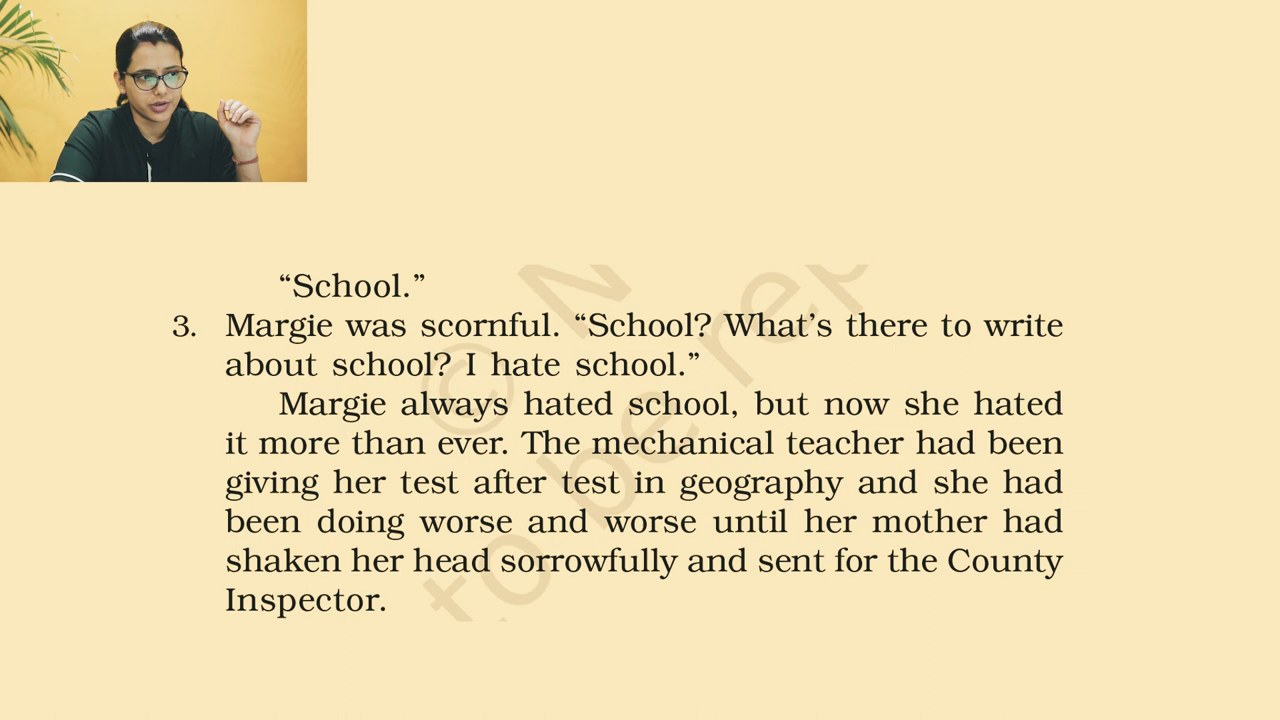 “School.”
3. Margie was scornful. “School? What’s there to write
about school? I hate school.”
Margie always hated school, but now she hated
it more than ever. The mechanical teacher had been
giving her test after test in geography and she had
been doing worse and worse until her mother had
shaken her head sorrowfully and sent for the County
Inspector.
© N
to be rep